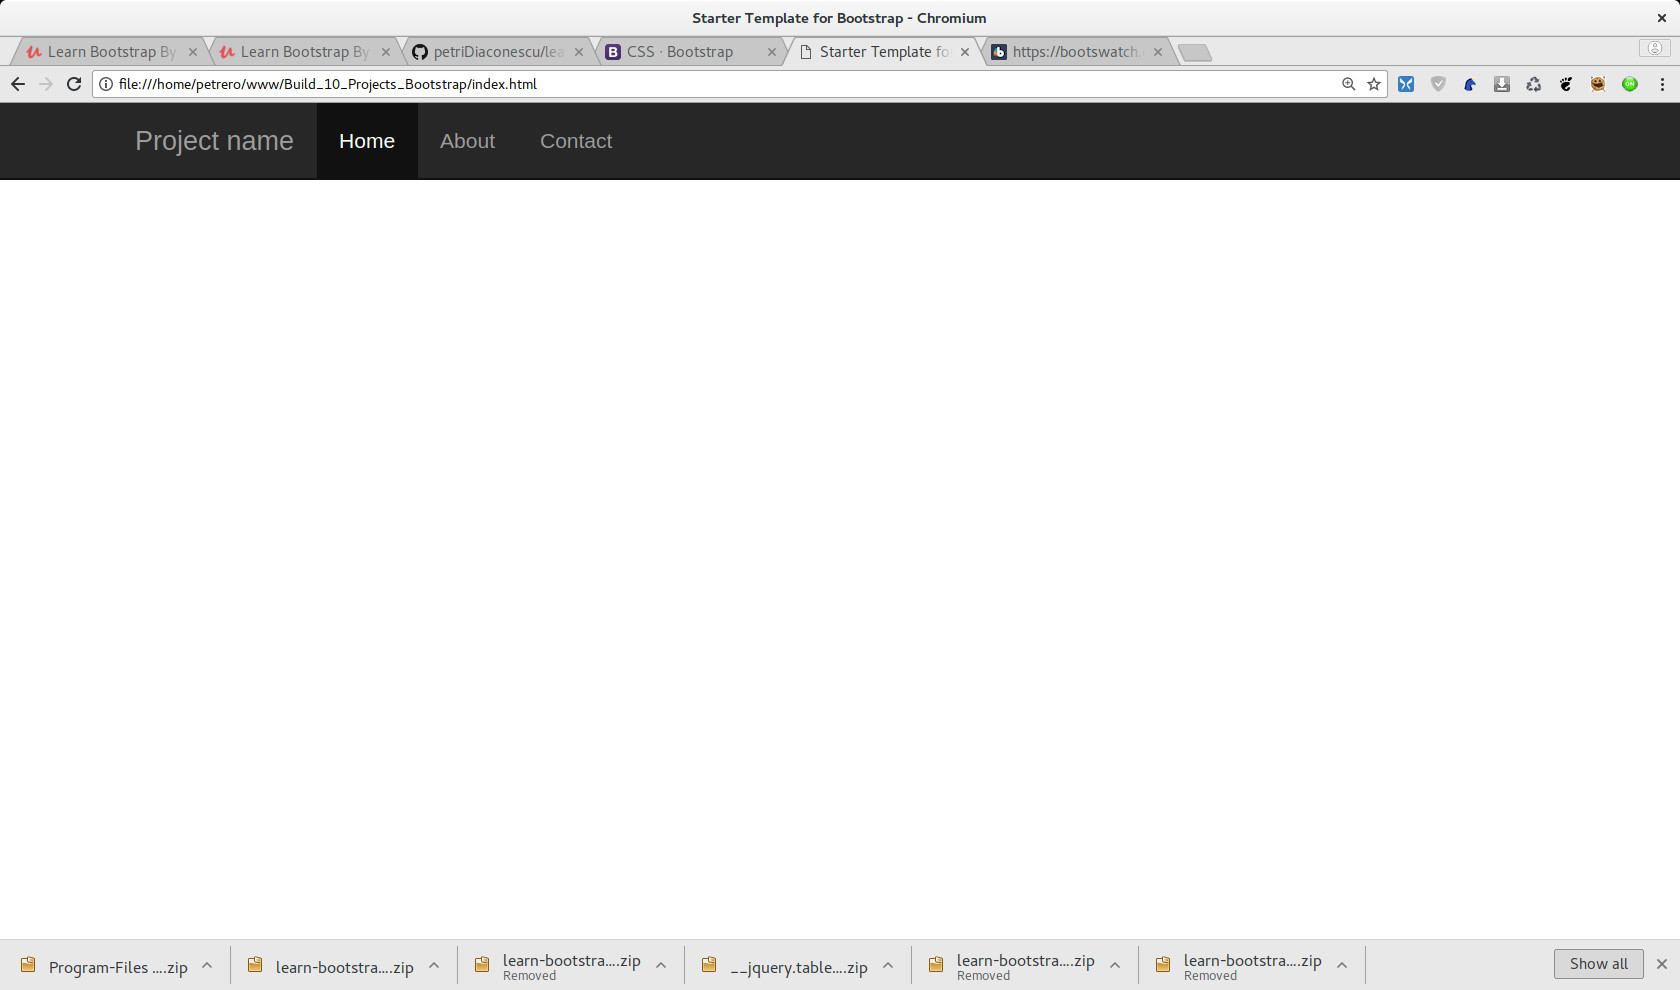 Starter Template for Bootstrap - Chromium
Learn Bootstrap By
Learn Bootstrap By
petriDiaconescu/lea
CSS · Bootstrap
Starter Template fo
https://bootswatch.
file:///home/petrero/www/Build_10_Projects_Bootstrap/index.html
ON
Project name
Home
About
Contact
Program-Files ....zip
learn-bootstra....zip
learn-bootstra....zip
Removed
__jquery.table....zip
learn-bootstra....zip
Removed
learn-bootstra....zip
Removed
Show all